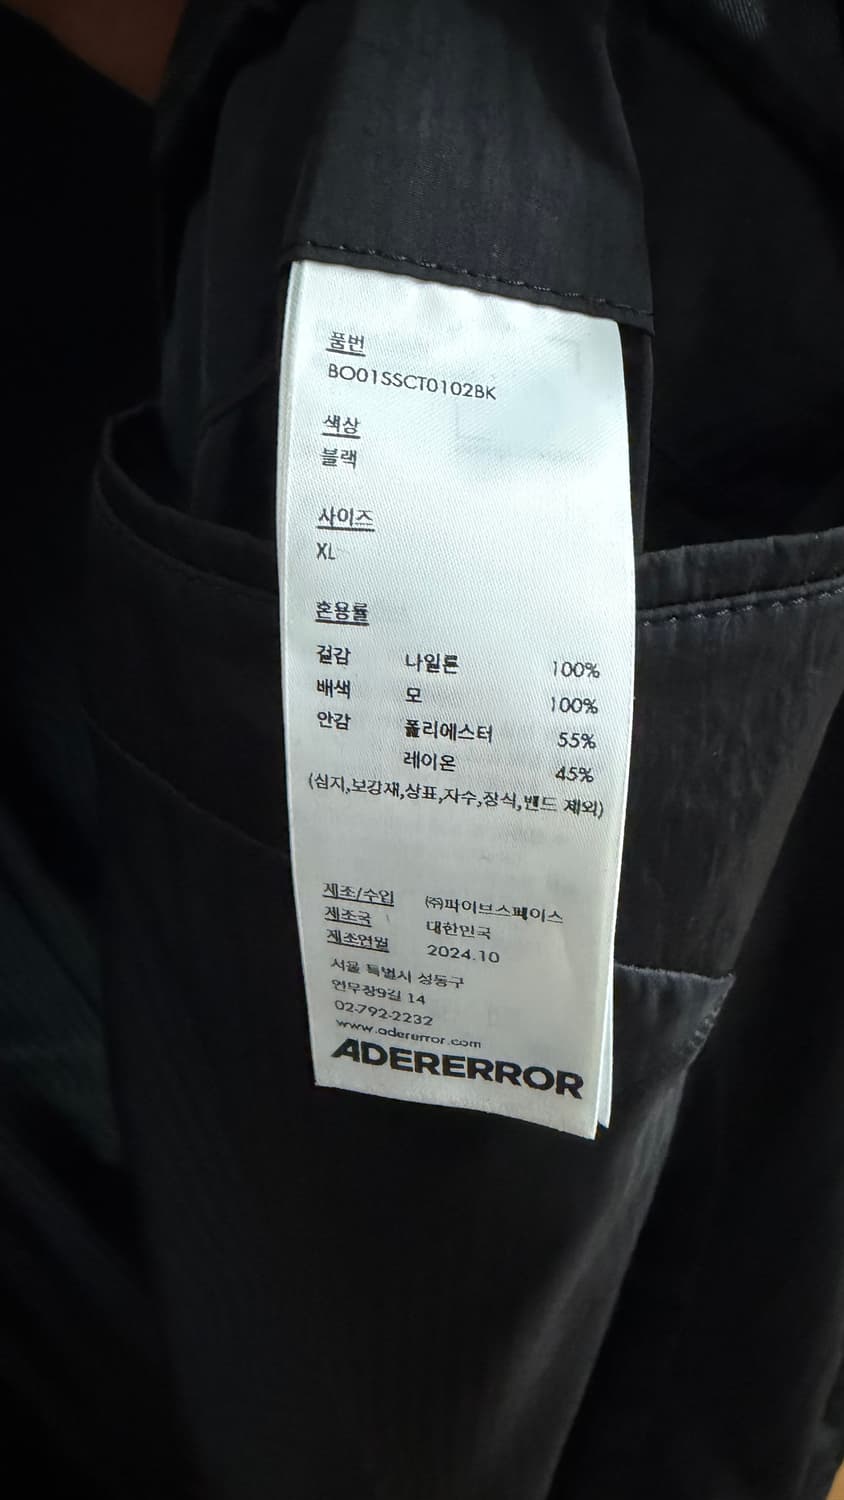 품번
BO01SSCT0102BK
색상
블랙
사이즈
XL
혼용률
겉감 나일론 100%
배색 모 100%
안감 폴리에스터 55%
레이온 45%
(심지,보강재,상표,자수,장식,밴드 제외)
제조/수입 ㈜파이브스페이스
제조국 대한민국
제조연월 2024.10
서울 특별시 성동구
연무장9길 14
02-792-2232
www.adererror.com
ADERERROR